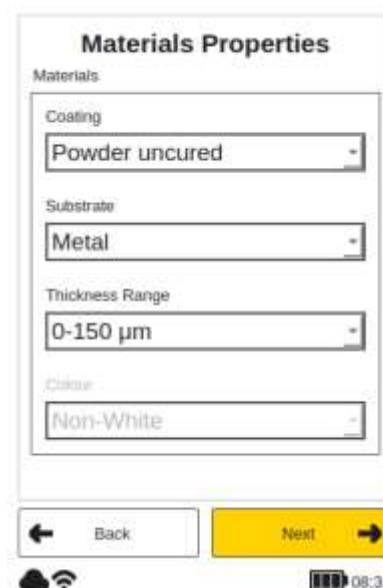 Materials Properties
Materials
Coating
Powder uncured
Substrate
Metal
Thickness Range
0-150 µm
Colour
Non-White
Back
Next